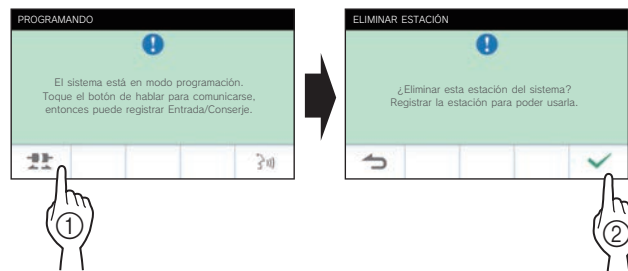 PROGRAMANDO
El sistema está en modo programación.
Toque el botón de hablar para comunicarse,
entonces puede registrar Entrada/Conserje.
1
ELIMINAR ESTACIÓN
¿Eliminar esta estación del sistema?
Registrar la estación para poder usarla.
2